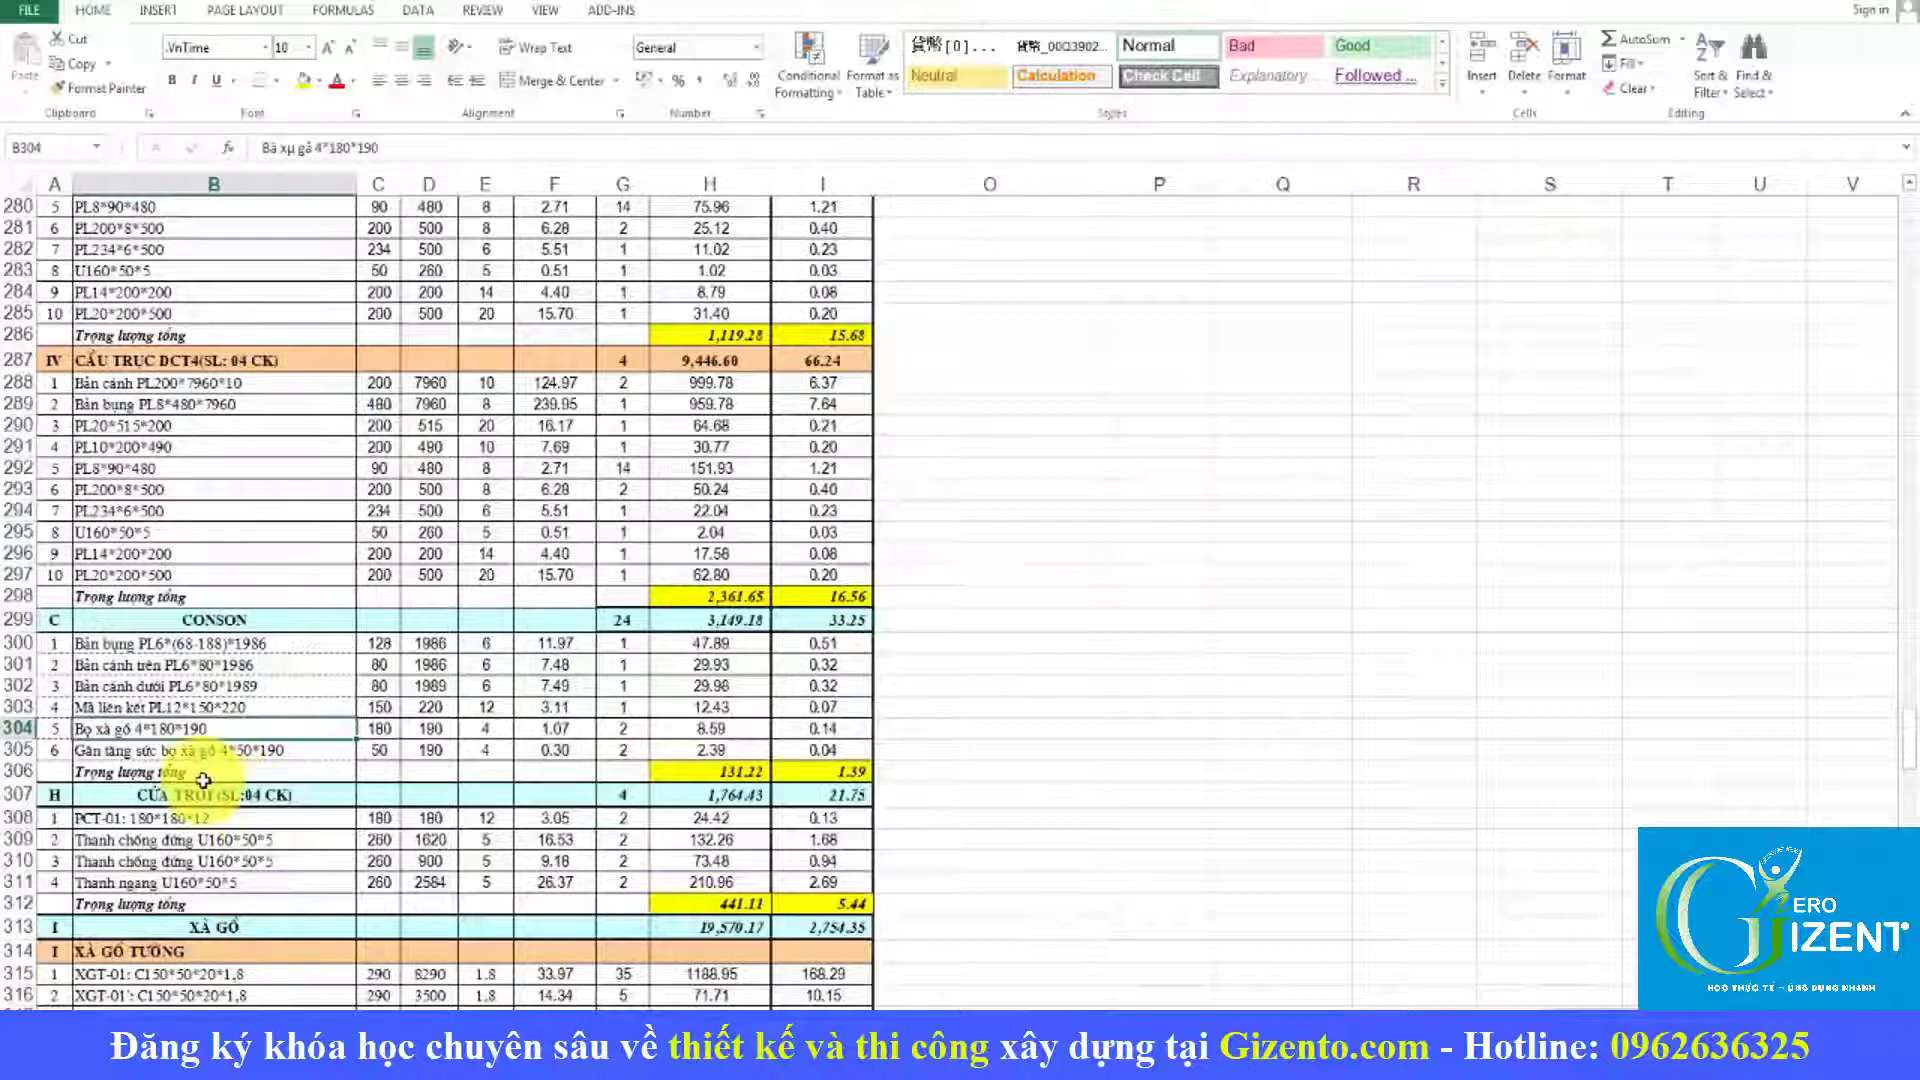 FILE HOME INSERT PAGE LAYOUT FORMULAS DATA REVIEW VIEW ADD-INS Sign in
Cut
Copy
Format Painter
Paste
Clipboard
.VnTime 10
B I U
Font
Wrap Text
Merge & Center
Alignment
General
Number
Conditional Formatting
Format as Table
貨幣[0]... Normal Bad Good
Neutral Calculation Check Cell Explanatory... Followed ...
Styles
Insert Delete Format
Cells
AutoSum
Fill
Clear
Sort & Filter
Find & Select
Editing
B304 fx Bä xµ gå 4*180*190
A B C D E F G H I O P Q R S T U V
280 5 PL8*90*480 90 480 8 2.71 14 75.96 1.21
281 6 PL200*8*500 200 500 8 6.28 2 25.12 0.40
282 7 PL234*6*500 234 500 6 5.51 1 11.02 0.23
283 8 U160*50*5 50 260 5 0.51 1 1.02 0.03
284 9 PL14*200*200 200 200 14 4.40 1 8.79 0.08
285 10 PL20*200*500 200 500 20 15.70 1 31.40 0.20
286 Trọng lượng tổng 1,119.28 15.68
287 IV CẦU TRỤC DCT4(SL: 04 CK) 4 9,446.60 66.24
288 1 Bản cánh PL200*7960*10 200 7960 10 124.97 2 999.78 6.37
289 2 Bản bụng PL8*480*7960 480 7960 8 239.95 1 959.78 7.64
290 3 PL20*515*200 200 515 20 16.17 1 64.68 0.21
291 4 PL10*200*490 200 490 10 7.69 1 30.77 0.20
292 5 PL8*90*480 90 480 8 2.71 14 151.93 1.21
293 6 PL200*8*500 200 500 8 6.28 2 50.24 0.40
294 7 PL234*6*500 234 500 6 5.51 1 22.04 0.23
295 8 U160*50*5 50 260 5 0.51 1 2.04 0.03
296 9 PL14*200*200 200 200 14 4.40 1 17.58 0.08
297 10 PL20*200*500 200 500 20 15.70 1 62.80 0.20
298 Trọng lượng tổng 2,361.65 16.56
299 C CONSON 24 3,149.18 33.25
300 1 Bản bụng PL6*(68-188)*1986 128 1986 6 11.97 1 47.89 0.51
301 2 Bản cánh trên PL6*80*1986 80 1986 6 7.48 1 29.93 0.32
302 3 Bản cánh dưới PL6*80*1989 80 1989 6 7.49 1 29.98 0.32
303 4 Mã liên kết PL12*150*220 150 220 12 3.11 1 12.43 0.07
304 5 Bọ xà gồ 4*180*190 180 190 4 1.07 2 8.59 0.14
305 6 Gân tăng sức bọ xà gồ 4*50*190 50 190 4 0.30 2 2.39 0.04
306 Trọng lượng tổng 131.22 1.39
307 H CỬA TRỜI (SL:04 CK) 4 1,764.43 21.75
308 1 PCT-01: 180*180*12 180 180 12 3.05 2 24.42 0.13
309 2 Thanh chống đứng U160*50*5 260 1620 5 16.53 2 132.26 1.68
310 3 Thanh chống đứng U160*50*5 260 900 5 9.18 2 73.48 0.94
311 4 Thanh ngang U160*50*5 260 2584 5 26.37 2 210.96 2.69
312 Trọng lượng tổng 441.11 5.44
313 I XÀ GỒ 19,570.17 2,754.35
314 I XÀ GỒ TƯỜNG
315 1 XGT-01: C150*50*20*1,8 290 8290 1.8 33.97 35 1188.95 168.29
316 2 XGT-01': C150*50*20*1,8 290 3500 1.8 14.34 5 71.71 10.15
ZERO
GIZENT
HỌC THỰC TẾ - ỨNG DỤNG NHANH
Đăng ký khóa học chuyên sâu về thiết kế và thi công xây dựng tại Gizento.com - Hotline: 0962636325